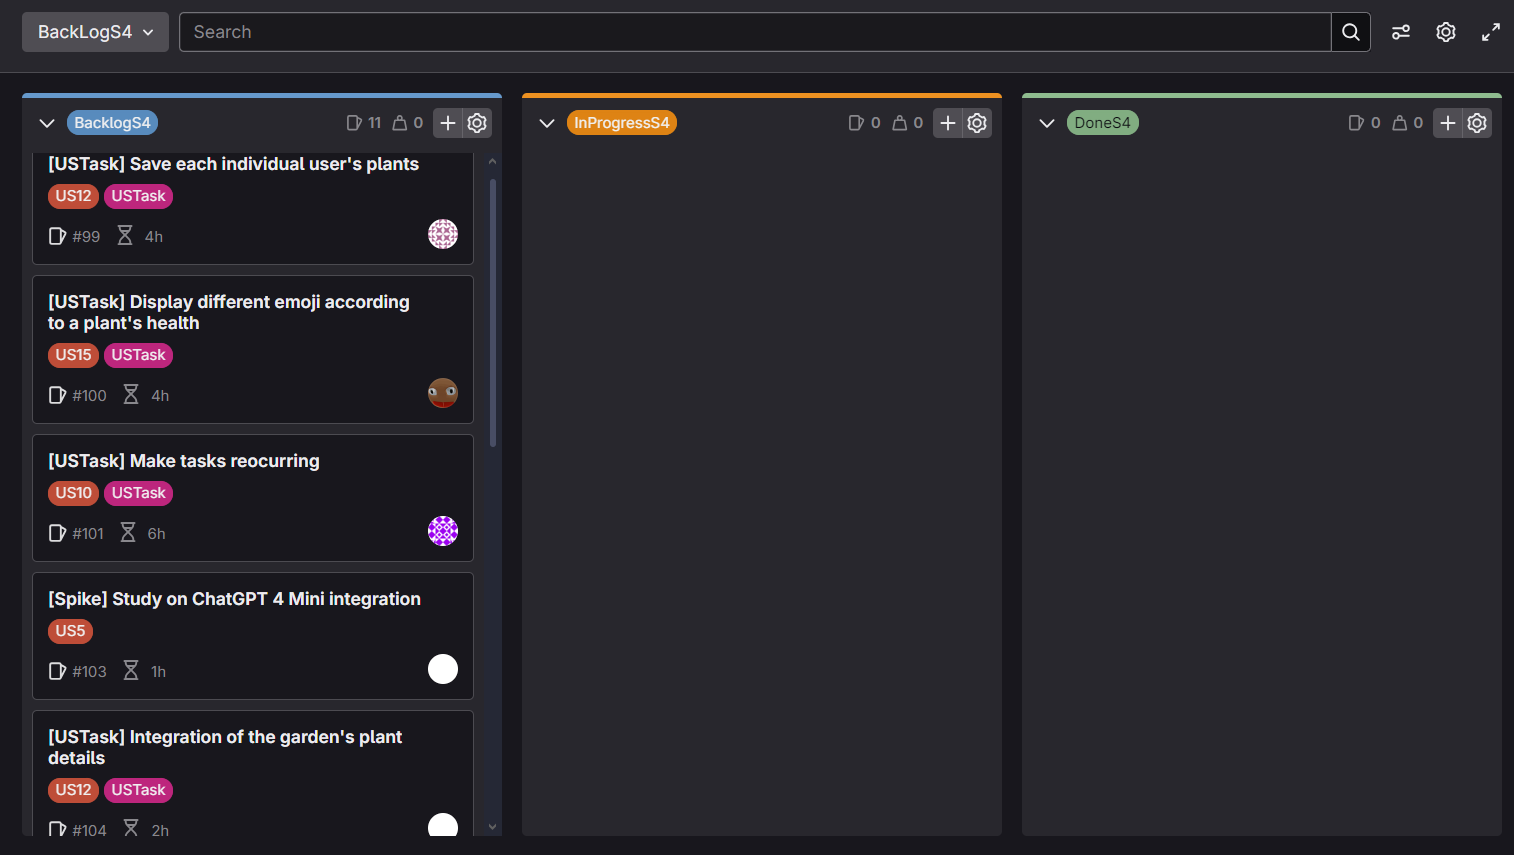 BackLogS4
Search
BacklogS4
11
0
[USTask] Save each individual user's plants
US12
USTask
#99
4h
[USTask] Display different emoji according
to a plant's health
US15
USTask
#100
4h
[USTask] Make tasks reocurring
US10
USTask
#101
6h
[Spike] Study on ChatGPT 4 Mini integration
US5
#103
1h
[USTask] Integration of the garden's plant
details
US12
USTask
#104
2h
InProgressS4
0
0
DoneS4
0
0